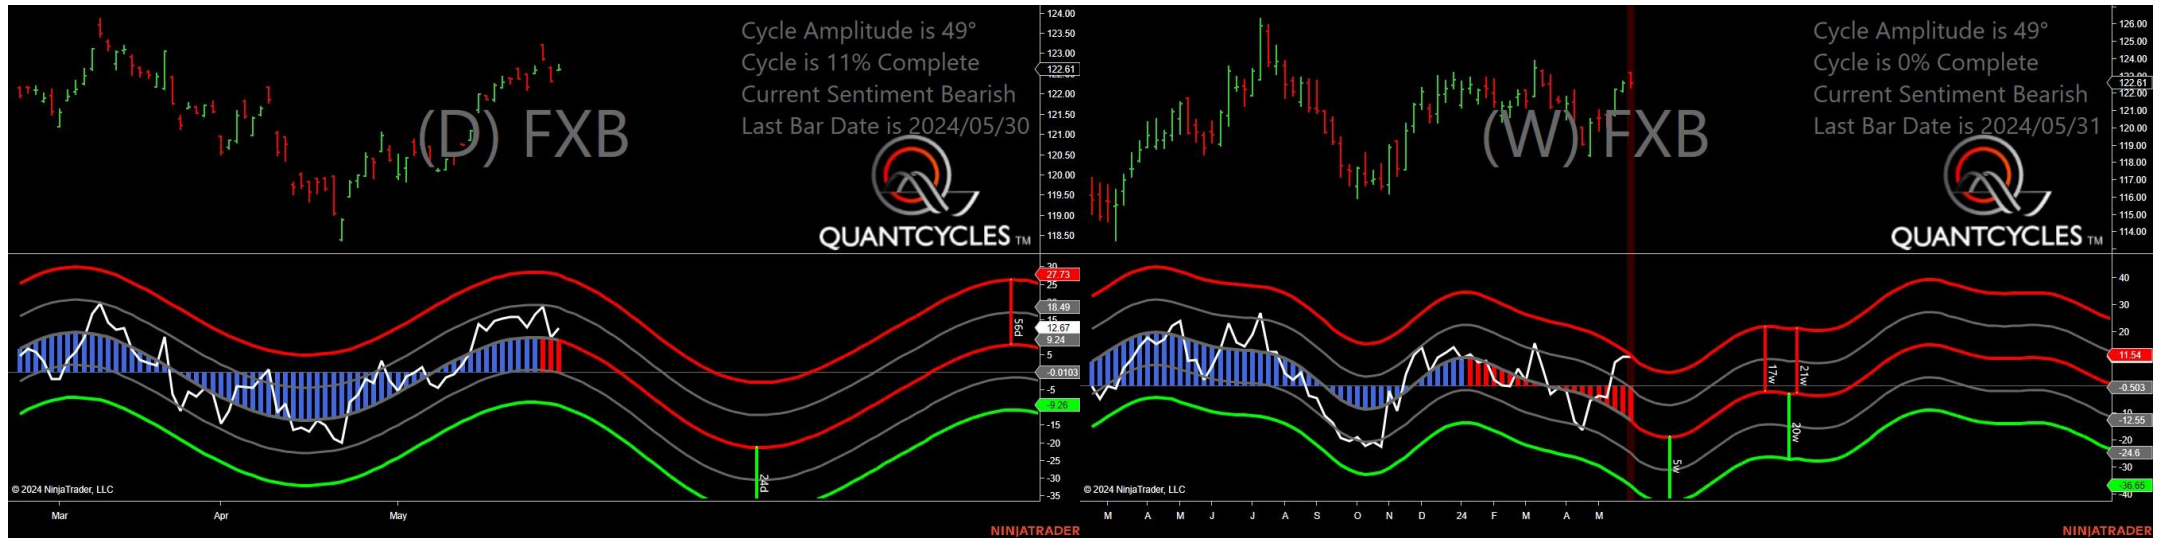 Cycle Amplitude is 49°
Cycle is 11% Complete
Current Sentiment Bearish
Last Bar Date is 2024/05/30
(D) FXB
QUANTCYCLES TM
124.00
123.50
123.00
122.61
122.00
121.50
121.00
120.50
120.00
119.50
119.00
118.50
30
27.73
25
18.49
15
12.67
9.24
5
-0.0103
-5
-9.26
-15
-20
-25
-30
-35
56d
24d
© 2024 NinjaTrader, LLC
Mar
Apr
May
NINJATRADER
Cycle Amplitude is 49°
Cycle is 0% Complete
Current Sentiment Bearish
Last Bar Date is 2024/05/31
(W) FXB
QUANTCYCLES TM
126.00
125.00
124.00
122.61
122.00
121.00
120.00
119.00
118.00
117.00
116.00
115.00
114.00
40
30
20
11.54
-0.503
-12.55
-20
-24.6
-30
-36.65
-40
17w
21w
20w
5w
© 2024 NinjaTrader, LLC
M A M J J A S O N D 24 F M A M
NINJATRADER